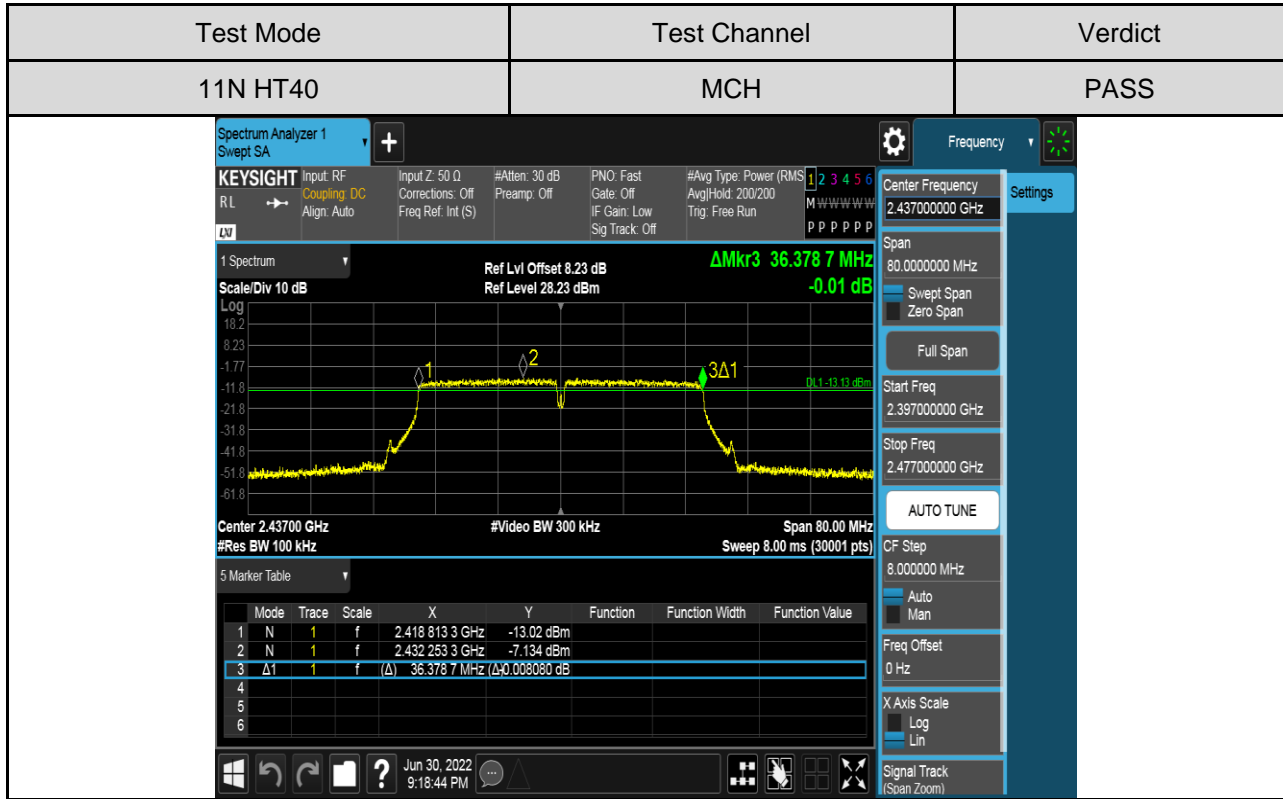 Test Mode Test Channel Verdict
11N HT40 MCH PASS
Spectrum Analyzer 1
Swept SA
+
Frequency
KEYSIGHT Input: RF Input Z: 50 Ω #Atten: 30 dB PNO: Fast #Avg Type: Power (RMS 1 2 3 4 5 6
RL Coupling: DC Corrections: Off Preamp: Off Gate: Off Avg|Hold: 200/200 M W W W W W
Align: Auto Freq Ref: Int (S) IF Gain: Low Trig: Free Run
LXI Sig Track: Off P P P P P P
Center Frequency
2.437000000 GHz
Settings
1 Spectrum Ref Lvl Offset 8.23 dB ΔMkr3 36.378 7 MHz
Scale/Div 10 dB Ref Level 28.23 dBm -0.01 dB
Log
18.2
8.23
-1.77
-11.8
-21.8
-31.8
-41.8
-51.8
-61.8
1
2
3Δ1
DL1 -13.13 dBm
Center 2.43700 GHz #Video BW 300 kHz Span 80.00 MHz
#Res BW 100 kHz Sweep 8.00 ms (30001 pts)
Span
80.0000000 MHz
Swept Span
Zero Span
Full Span
Start Freq
2.397000000 GHz
Stop Freq
2.477000000 GHz
AUTO TUNE
CF Step
8.000000 MHz
Auto
Man
Freq Offset
0 Hz
X Axis Scale
Log
Lin
Signal Track
(Span Zoom)
5 Marker Table
Mode Trace Scale X Y Function Function Width Function Value
1 N 1 f 2.418 813 3 GHz -13.02 dBm
2 N 1 f 2.432 253 3 GHz -7.134 dBm
3 Δ1 1 f (Δ) 36.378 7 MHz (Δ) -0.008080 dB
4
5
6
? Jun 30, 2022
9:18:44 PM